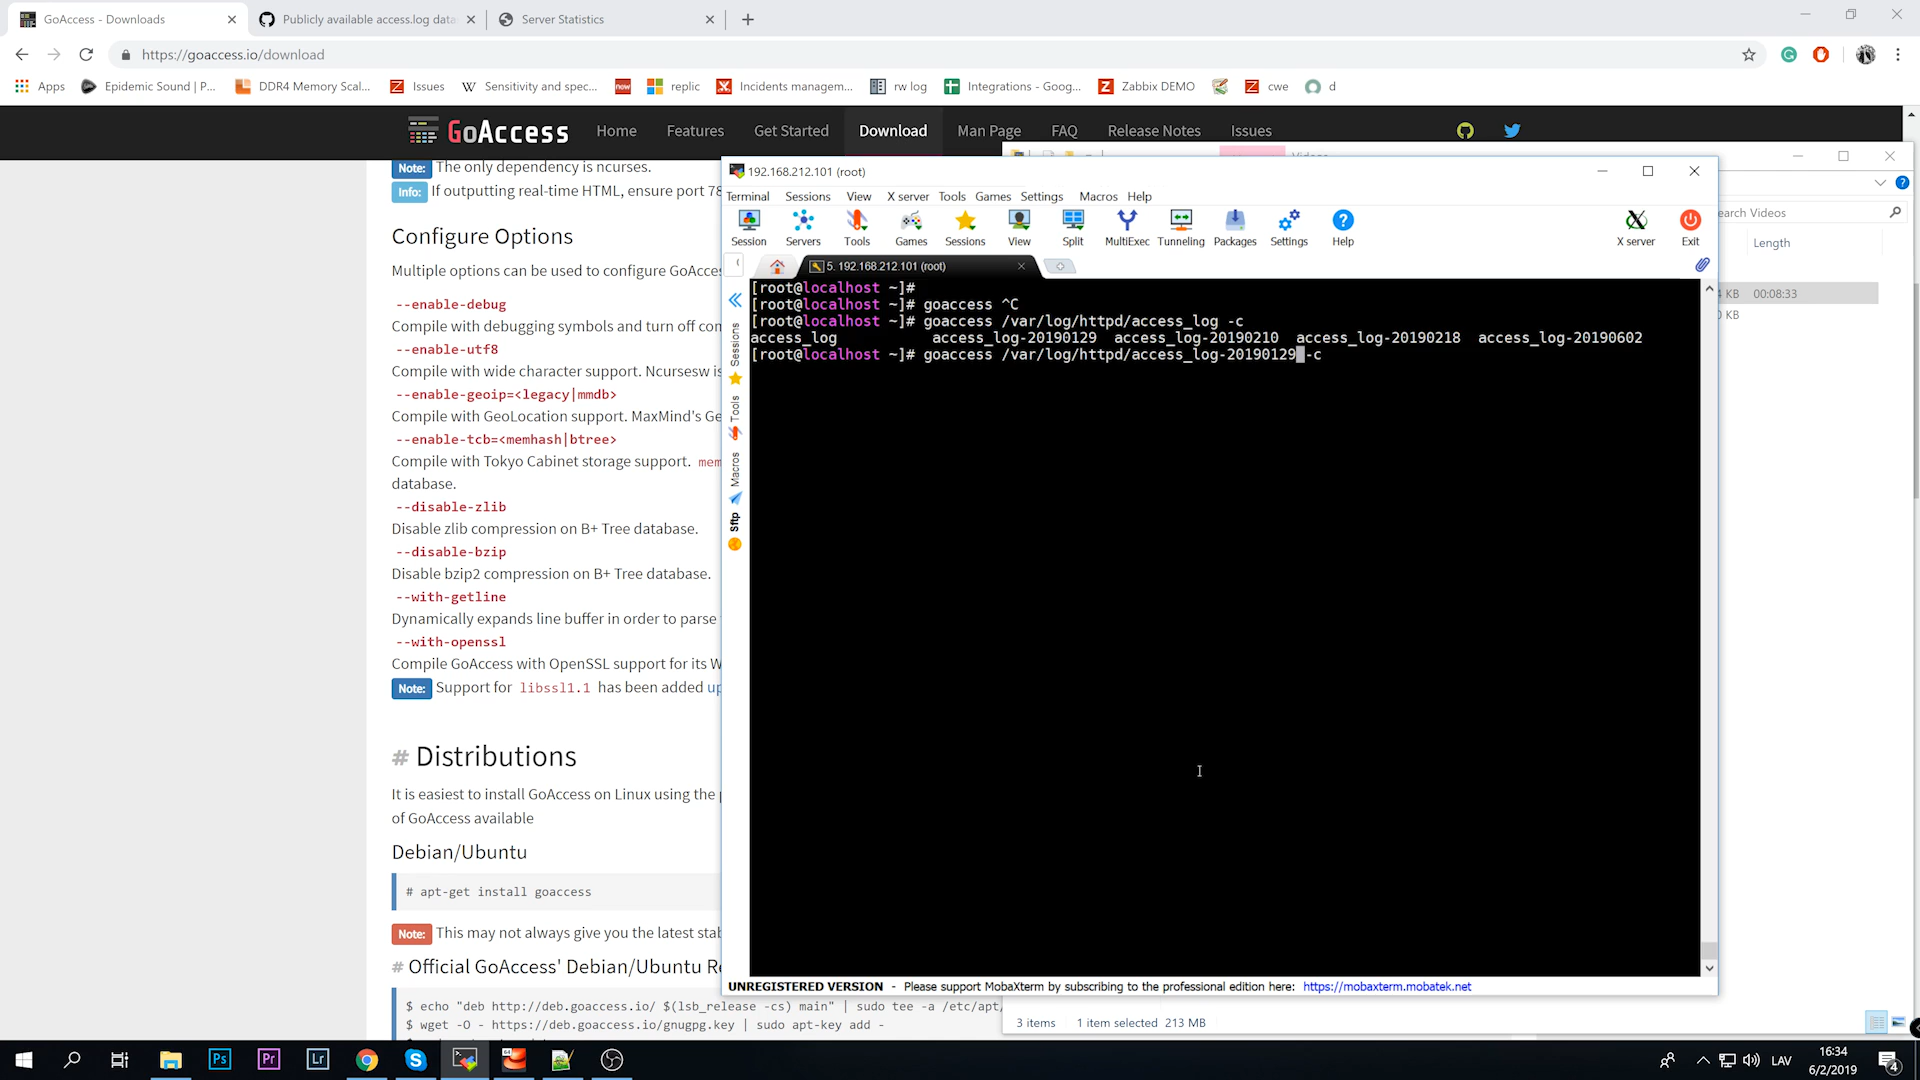 GoAccess - Downloads
Publicly available access.log data
Server Statistics
https://goaccess.io/download
Apps
Epidemic Sound | P...
DDR4 Memory Scal...
Issues
Sensitivity and spec...
replic
Incidents managem...
rw log
Integrations - Goog...
Zabbix DEMO
cwe
d
GoAccess
Home
Features
Get Started
Download
Man Page
FAQ
Release Notes
Issues
Note: The only dependency is ncurses.
Info: If outputting real-time HTML, ensure port 78
Configure Options
Multiple options can be used to configure GoAcces
--enable-debug
Compile with debugging symbols and turn off com
--enable-utf8
Compile with wide character support. Ncursesw is
--enable-geoip=<legacy|mmdb>
Compile with GeoLocation support. MaxMind's Ge
--enable-tcb=<memhash|btree>
Compile with Tokyo Cabinet storage support. mem
database.
--disable-zlib
Disable zlib compression on B+ Tree database.
--disable-bzip
Disable bzip2 compression on B+ Tree database.
--with-getline
Dynamically expands line buffer in order to parse
--with-openssl
Compile GoAccess with OpenSSL support for its W
Note: Support for libssl1.1 has been added up
# Distributions
It is easiest to install GoAccess on Linux using the p
of GoAccess available
Debian/Ubuntu
# apt-get install goaccess
Note: This may not always give you the latest stab
# Official GoAccess' Debian/Ubuntu Re
$ echo "deb http://deb.goaccess.io/ $(lsb_release -cs) main" | sudo tee -a /etc/apt/
$ wget -O - https://deb.goaccess.io/gnupg.key | sudo apt-key add -
192.168.212.101 (root)
Terminal Sessions View X server Tools Games Settings Macros Help
Session Servers Tools Games Sessions View Split MultiExec Tunneling Packages Settings Help
X server Exit
5. 192.168.212.101 (root)
Sessions
Tools
Macros
Sftp
[root@localhost ~]#
[root@localhost ~]# goaccess ^C
[root@localhost ~]# goaccess /var/log/httpd/access_log -c
access_log access_log-20190129 access_log-20190210 access_log-20190218 access_log-20190602
[root@localhost ~]# goaccess /var/log/httpd/access_log-20190129 -c
UNREGISTERED VERSION - Please support MobaXterm by subscribing to the professional edition here: https://mobaxterm.mobatek.net
earch Videos
Length
KB 00:08:33
KB
3 items 1 item selected 213 MB
Ps
Pr
Lr
LAV
16:34
6/2/2019
4